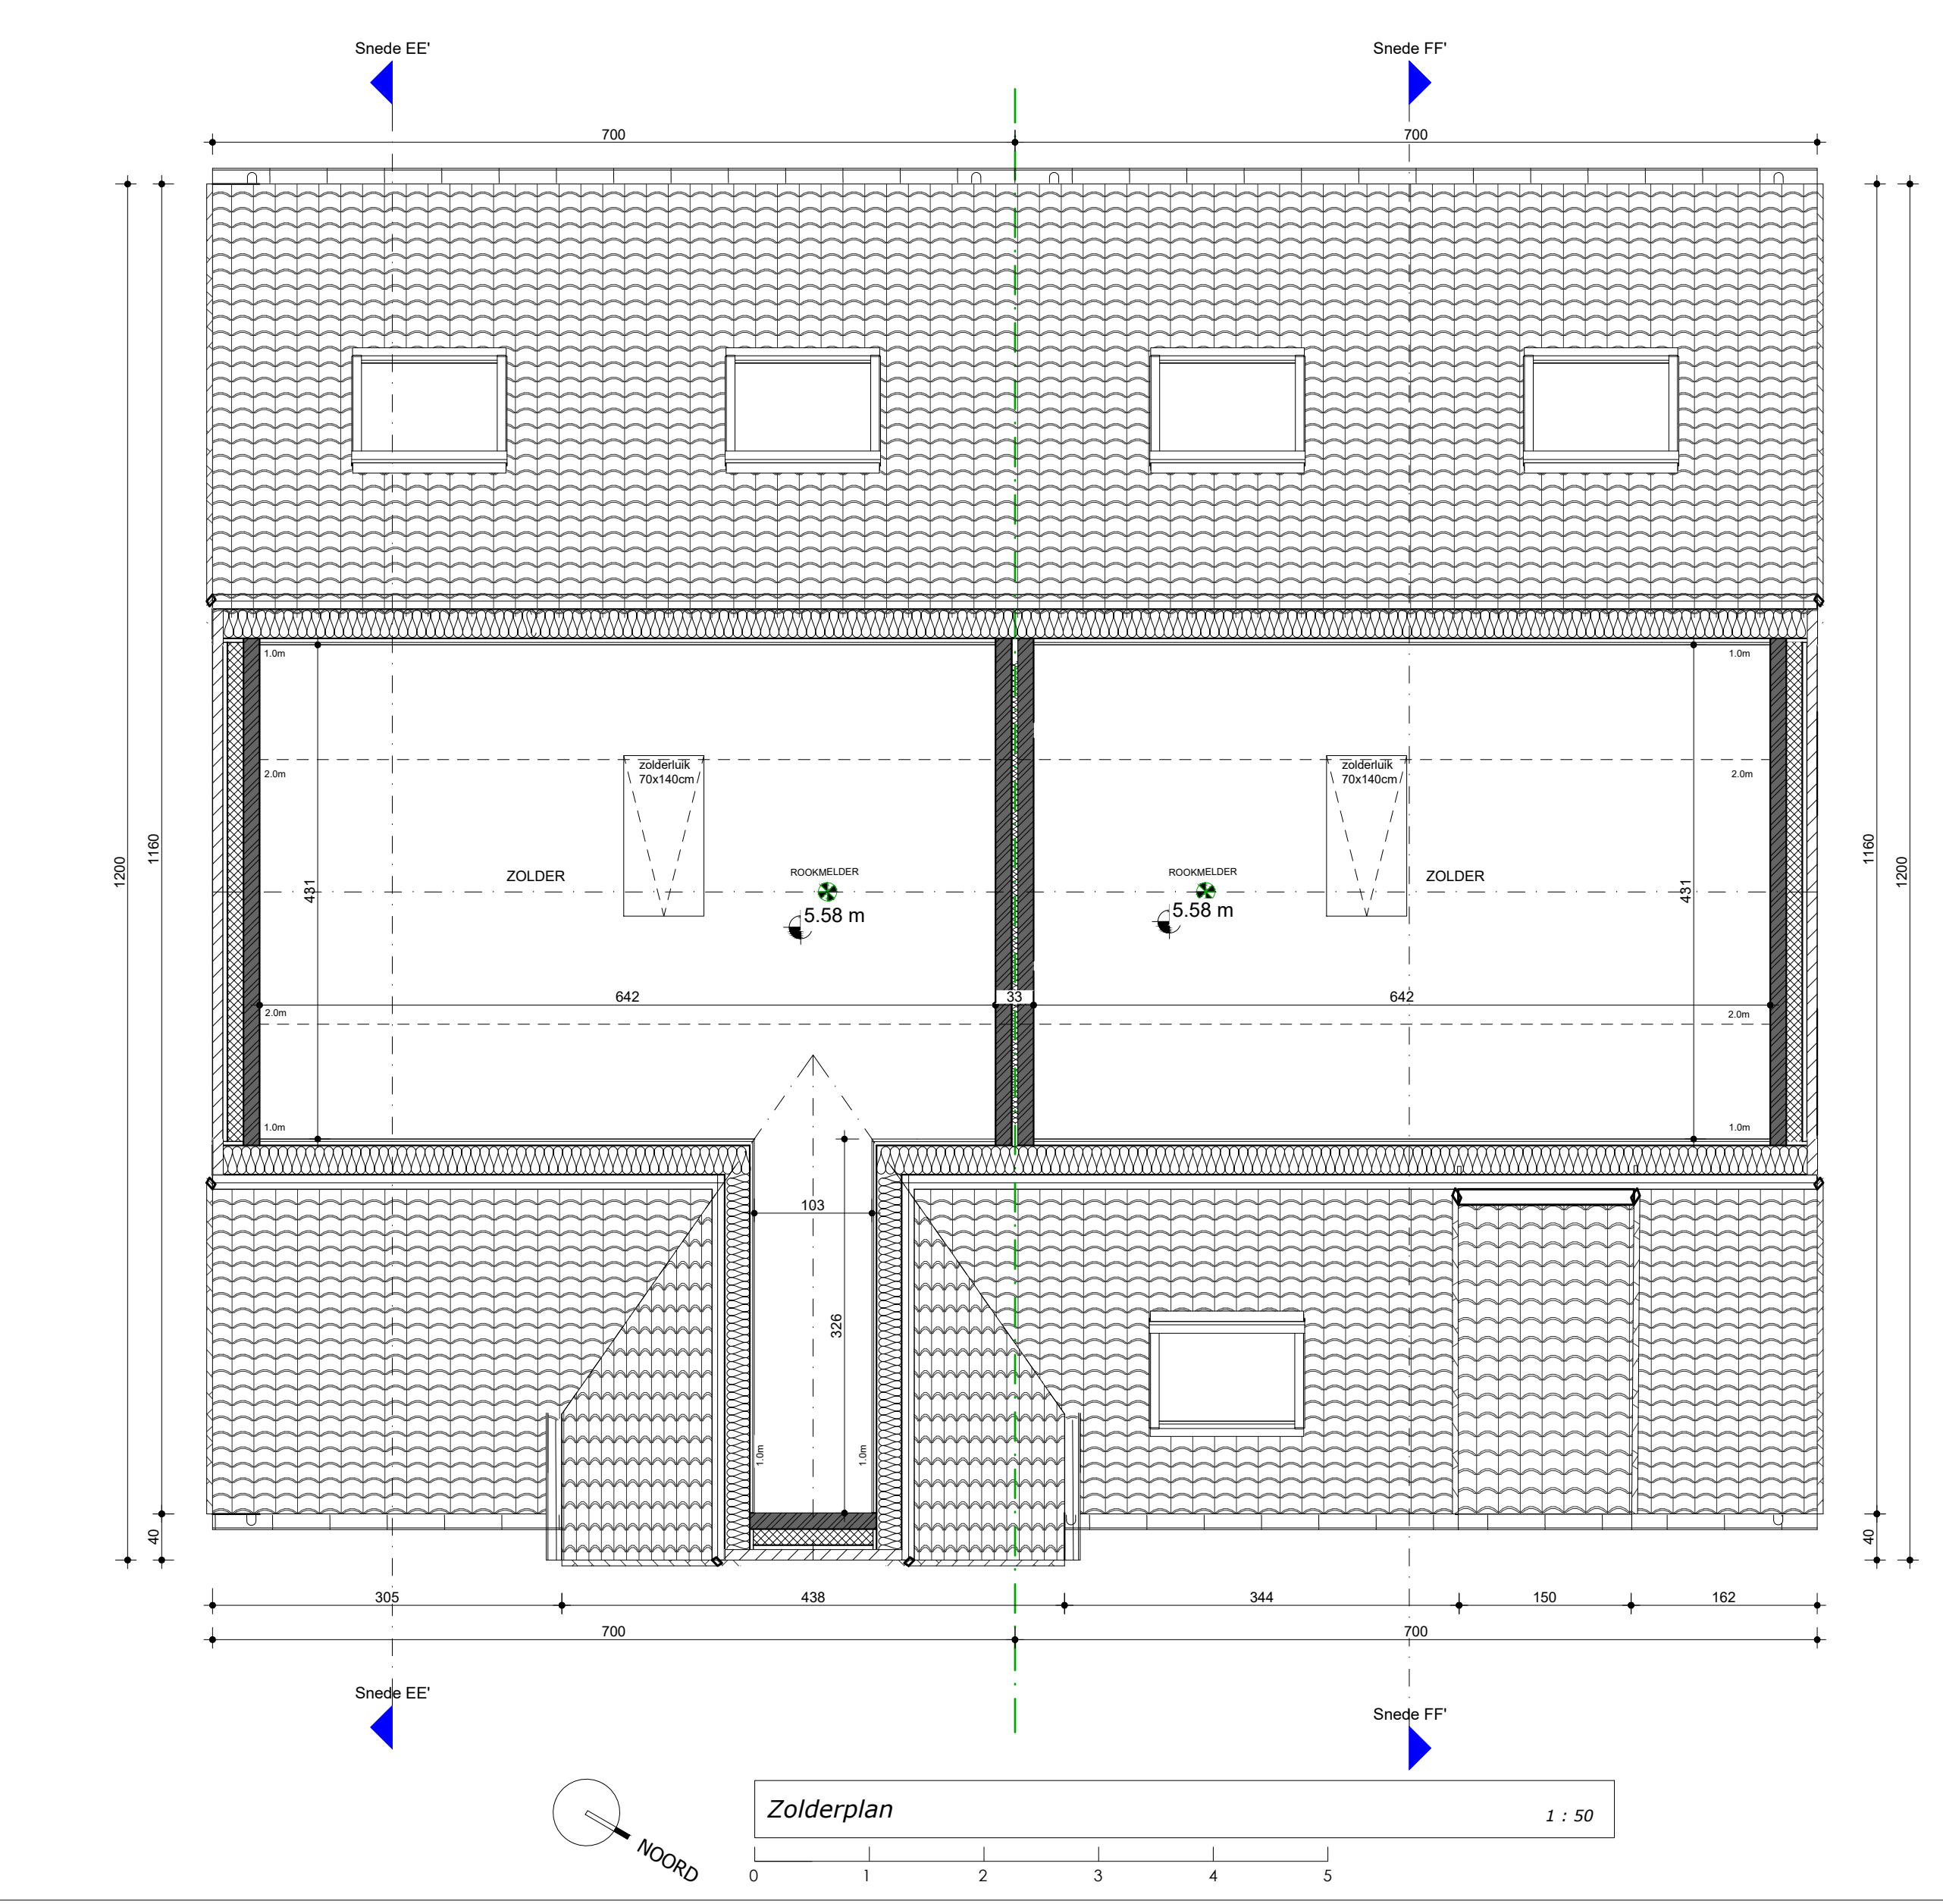 Snede EE'
Snede FF'
700
700
1.0m
1.0m
zolderluik
70x140cm
zolderluik
70x140cm
2.0m
2.0m
1200
1160
1160
1200
ROOKMELDER
ROOKMELDER
ZOLDER
ZOLDER
431
431
5.58 m
5.58 m
642
33
642
2.0m
2.0m
1.0m
1.0m
103
326
1.0m
1.0m
40
40
305
438
344
150
162
700
700
Snede EE'
Snede FF'
Zolderplan
1 : 50
NOORD
0
1
2
3
4
5